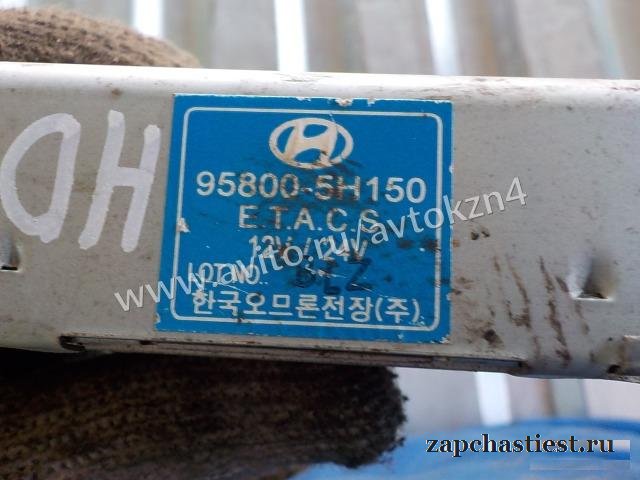 HD
95800-5H150
E.T.A.C.S
12V / 24V
LOT NO.
한국오므론전장(주)
www.avito.ru/avtokzn4
zapchastiest.ru